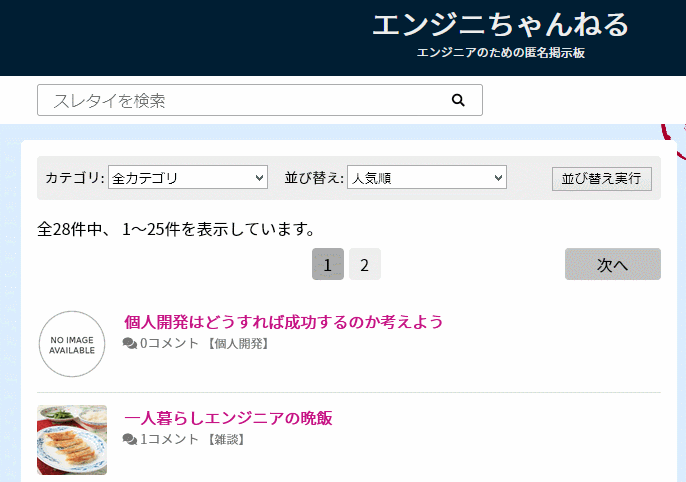 エンジニちゃんねる
エンジニアのための匿名掲示板
スレタイを検索
カテゴリ: 全カテゴリ 並び替え: 人気順 並び替え実行
全28件中、 1〜25件を表示しています。
1 2 次へ
個人開発はどうすれば成功するのか考えよう
NO IMAGE
AVAILABLE
0コメント 【個人開発】
一人暮らしエンジニアの晩飯
1コメント 【雑談】